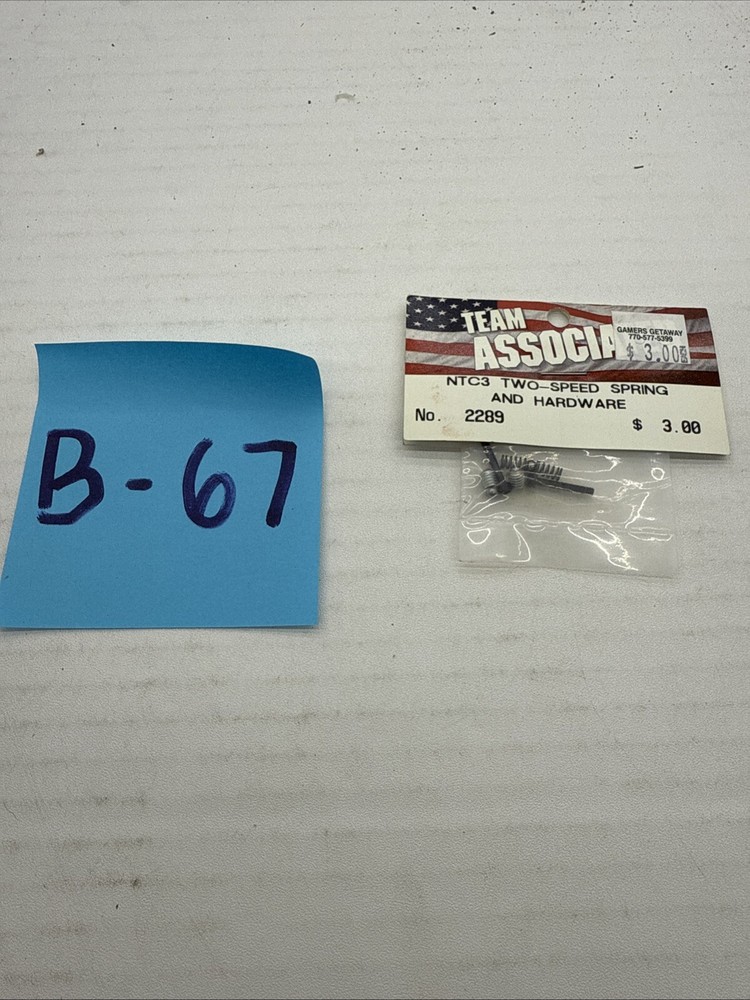 B-67
TEAM
ASSOCIA
GAMERS GETAWAY
770-577-5399
$ 3.00
NTC3 TWO-SPEED SPRING
AND HARDWARE
No. 2289
$ 3.00